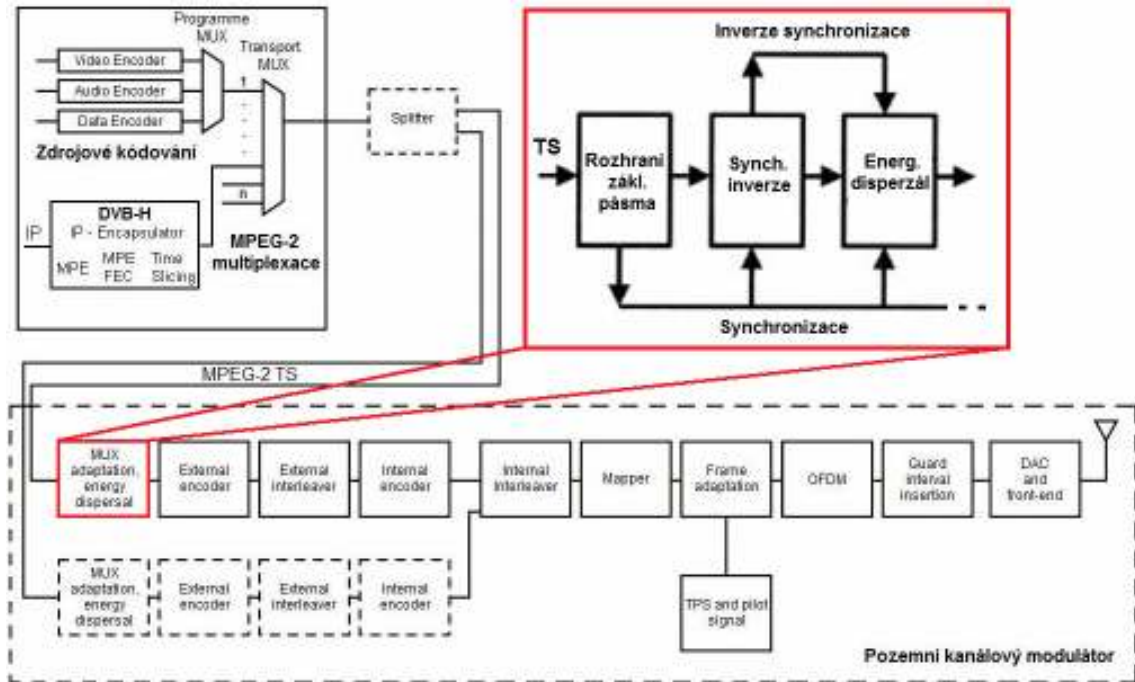 Programme
MUX
Transport
MUX
Video Encoder
Audio Encoder
Data Encoder
Zdrojové kódování
1
n
DVB-H
IP - Encapsulator
MPE
MPE
FEC
Time
Slicing
IP
MPEG-2
multiplexace
Splitter
Inverze synchronizace
TS
Rozhraní
zákl.
pásma
Synch.
inverze
Energ.
disperzál
Synchronizace
MPEG-2 TS
MUX
adaptation,
energy
dispersal
External
encoder
External
interleaver
Internal
encoder
Internal
Interleaver
Mapper
Frame
adaptation
OFDM
Guard
interval
insertion
DAC
and
front-end
MUX
adaptation,
energy
dispersal
External
encoder
External
interleaver
Internal
encoder
TPS and pilot
signal
Pozemní kanálový modulátor